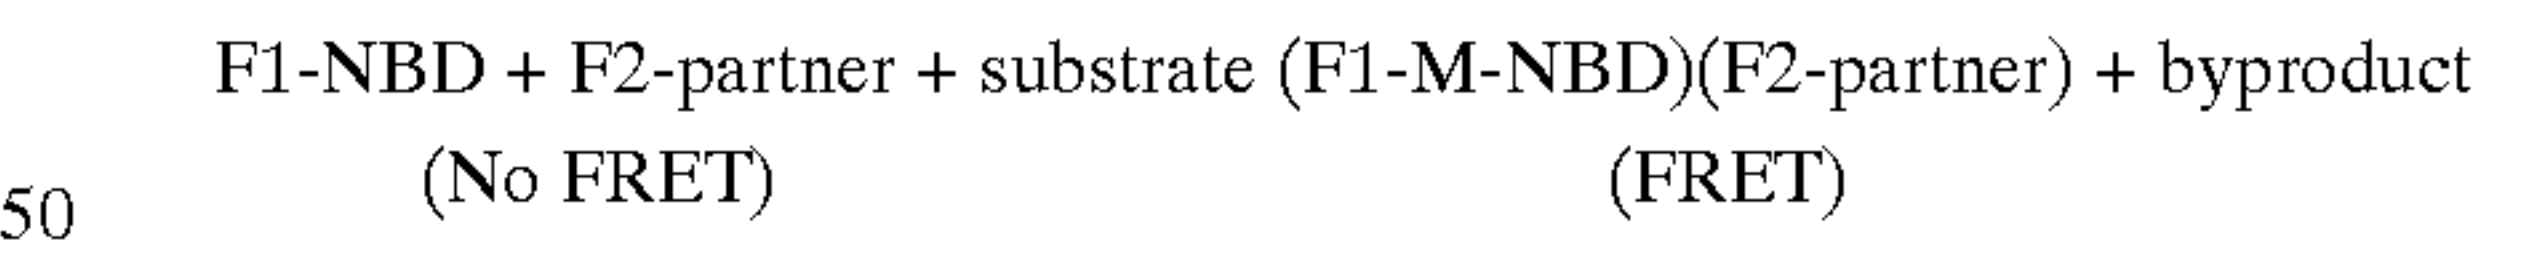 F1-NBD + F2-partner + substrate (F1-M-NBD)(F2-partner) + byproduct
(No FRET) (FRET)
50